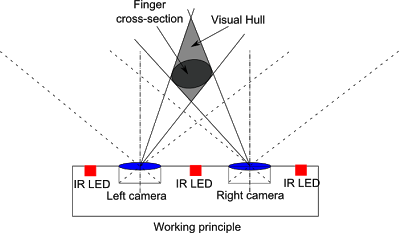 Finger
cross-section
Visual Hull
IR LED
IR LED
IR LED
Left camera
Right camera
Working principle